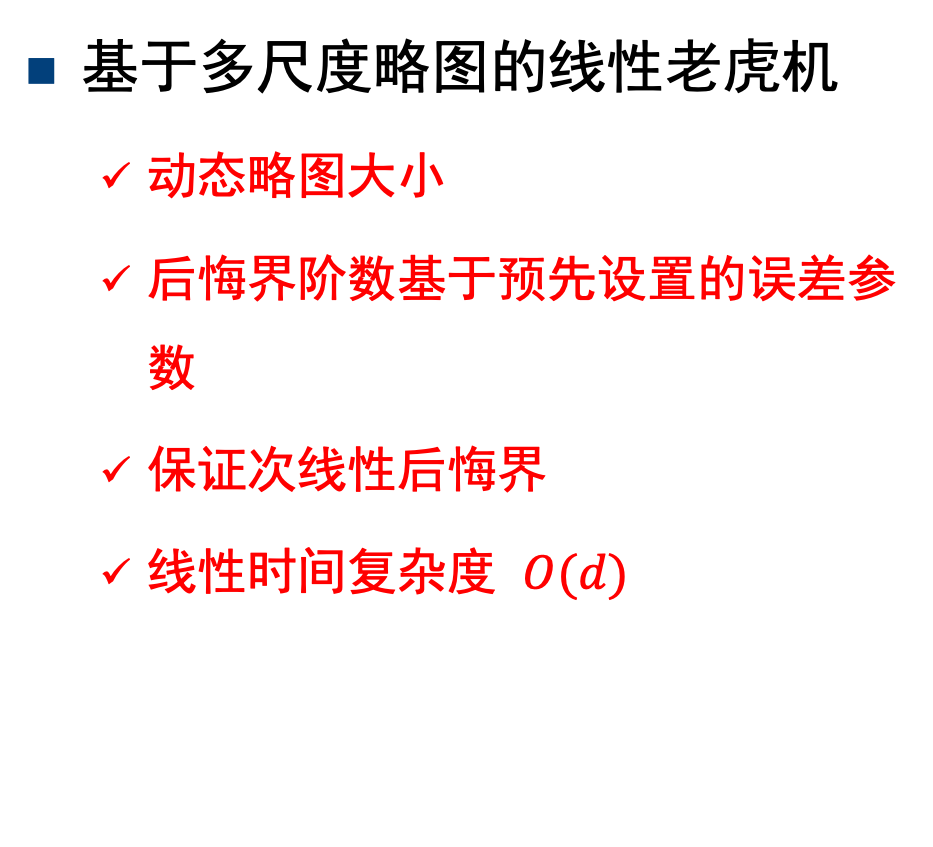 ■ 基于多尺度略图的线性老虎机
✓ 动态略图大小
✓ 后悔界阶数基于预先设置的误差参
数
✓ 保证次线性后悔界
✓ 线性时间复杂度 O(d)